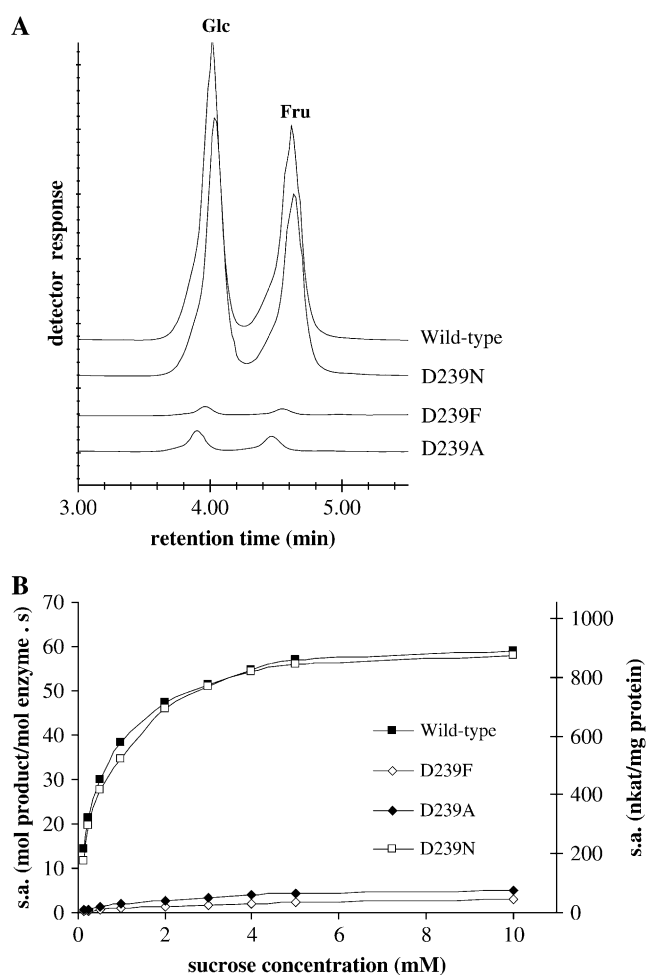 A
Glc
Fru
detector response
Wild-type
D239N
D239F
D239A
3.00 4.00 5.00
retention time (min)
B
s.a. (mol product/mol enzyme . s)
70
60
50
40
30
20
10
0
1000
800
600
400
200
0
s.a. (nkat/mg protein)
Wild-type
D239F
D239A
D239N
0 2 4 6 8 10
sucrose concentration (mM)